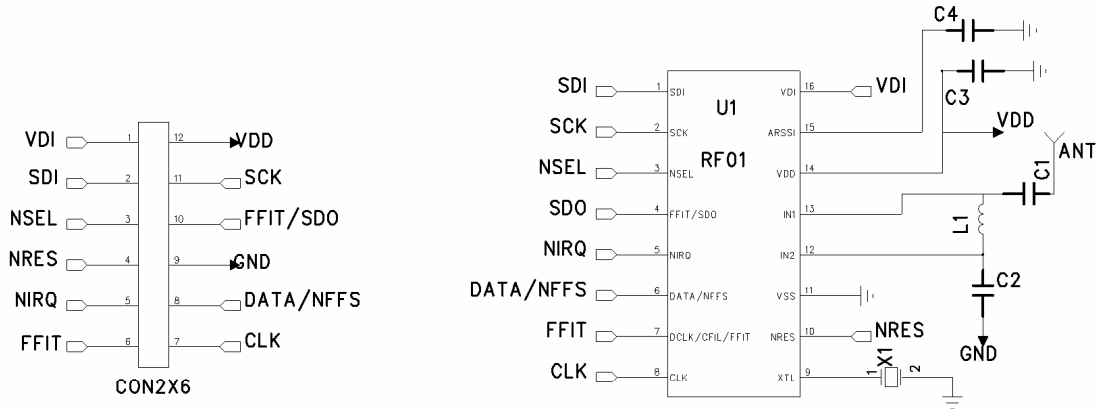 VDI 1 12 VDD
SDI 2 11 SCK
NSEL 3 10 FFIT/SDO
NRES 4 9 GND
NIRQ 5 8 DATA/NFFS
FFIT 6 7 CLK
CON2X6
C4
C3
VDD
ANT
C1
L1
C2
GND
U1
RF01
SDI 1 SDI VDI 16 VDI
SCK 2 SCK ARSSI 15
NSEL 3 NSEL VDD 14
SDO 4 FFIT/SDO IN1 13
NIRQ 5 NIRQ IN2 12
DATA/NFFS 6 DATA/NFFS VSS 11
FFIT 7 DCLK/CFIL/FFIT NRES 10 NRES
CLK 8 CLK XTL 9
1 X1 2